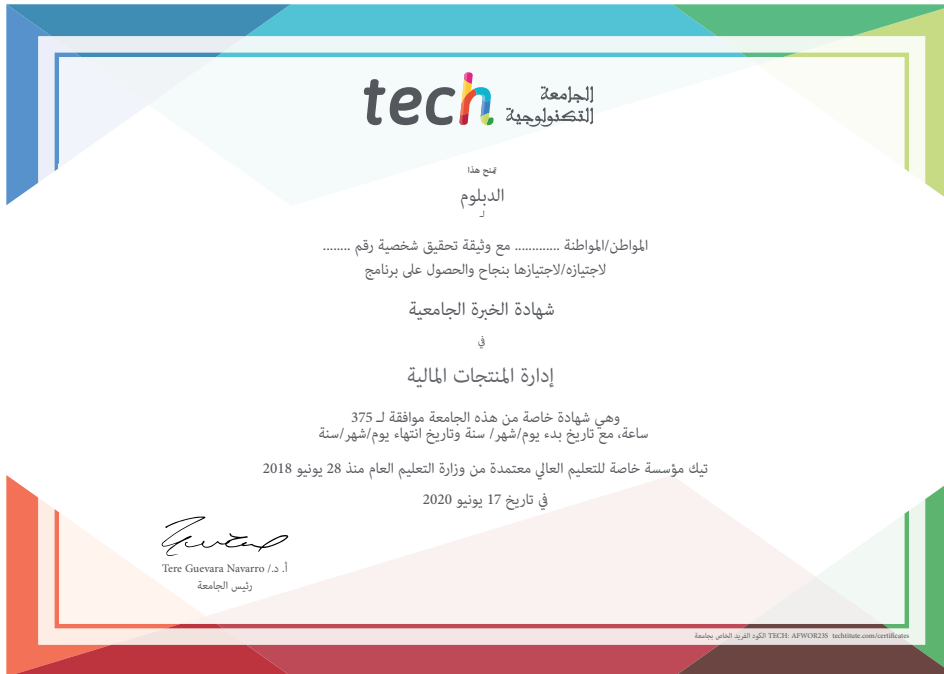 tech الجامعة
التكنولوجية
تمنح هذا
الدبلوم
لـ
المواطن/المواطنة ............ مع وثيقة تحقيق شخصية رقم ........
لاجتيازه/لاجتيازها بنجاح والحصول على برنامج
شهادة الخبرة الجامعية
في
إدارة المنتجات المالية
وهي شهادة خاصة من هذه الجامعة موافقة لـ 375
ساعة، مع تاريخ بدء يوم/شهر/ سنة وتاريخ انتهاء يوم/شهر/سنة
تيك مؤسسة خاصة للتعليم العالي معتمدة من وزارة التعليم العام منذ 28 يونيو 2018
في تاريخ 17 يونيو 2020
أ. د./ Tere Guevara Navarro
رئيس الجامعة
الكود الفريد الخاص بجامعة TECH: AFWOR23S techtitute.com/certificates